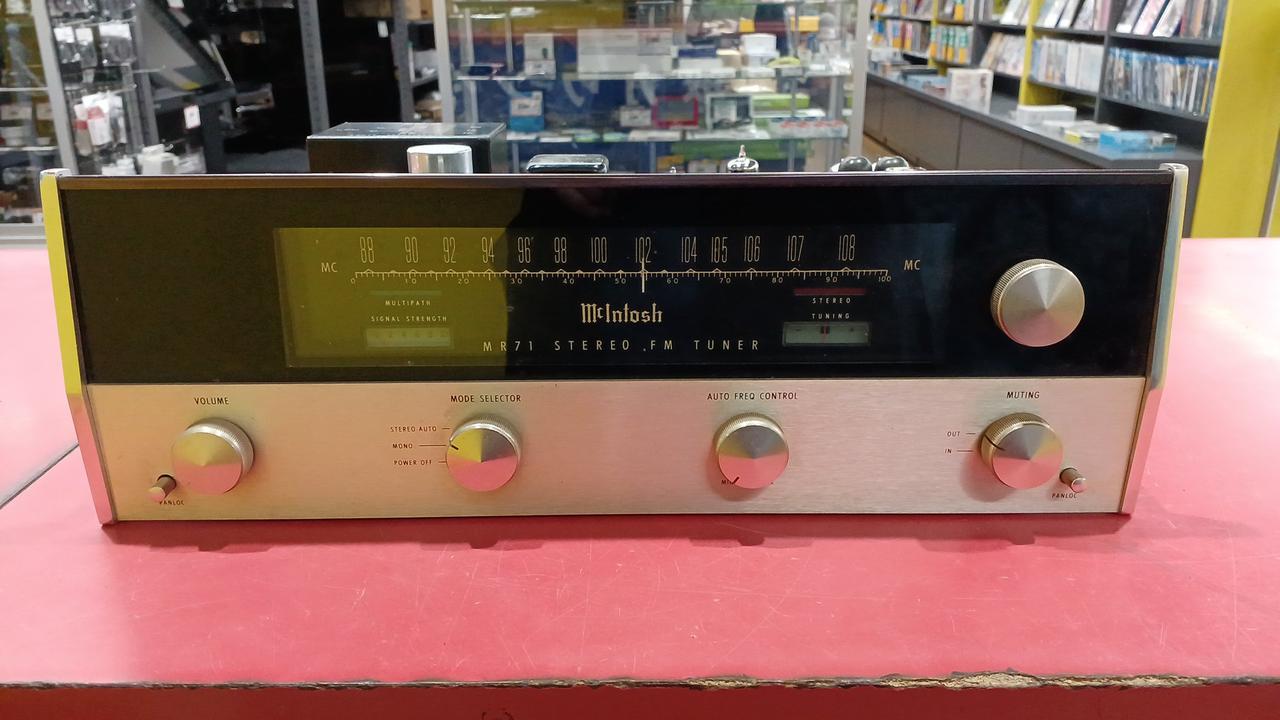 88 90 92 94 96 98 100 102 104 105 106 107 108
MC MC
0 10 20 30 40 50 60 70 80 90 100
MULTIPATH
STEREO
SIGNAL STRENGTH
TUNING
McIntosh
MR71 STEREO FM TUNER
VOLUME
MODE SELECTOR
AUTO FREQ CONTROL
MUTING
STEREO AUTO
MONO
POWER OFF
OUT
IN
PANLOC
PANLOC